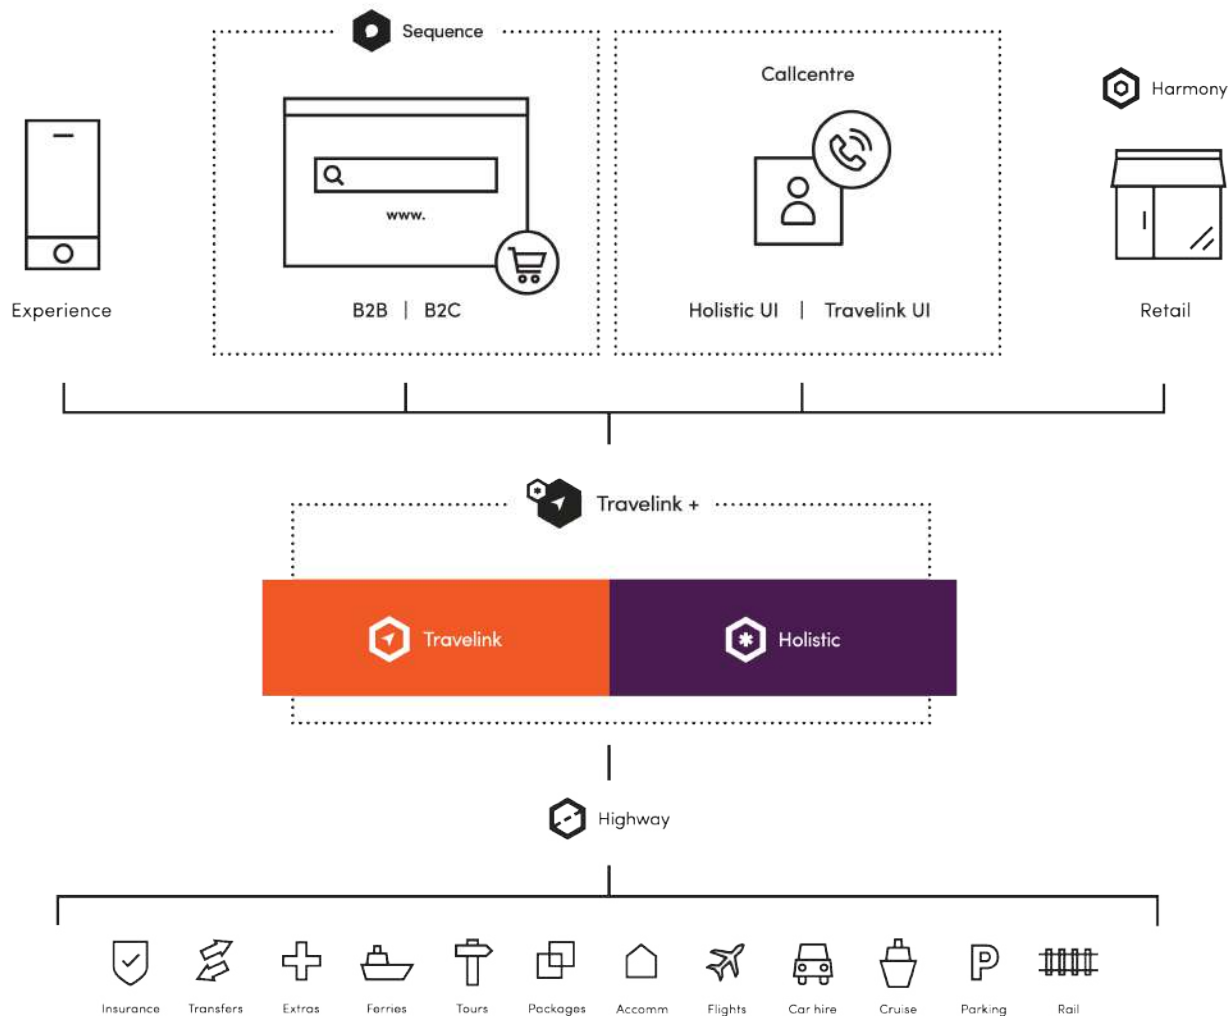 Sequence
Callcentre
Harmony
www.
Experience
B2B | B2C
Holistic UI | Travelink UI
Retail
Travelink +
Travelink
Holistic
Highway
Insurance
Transfers
Extras
Ferries
Tours
Packages
Accomm
Flights
Car hire
Cruise
P
Parking
Rail